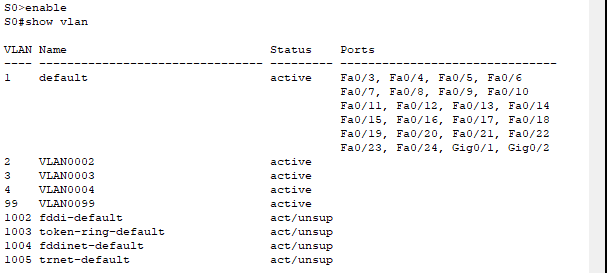 S0>enable
S0#show vlan
VLAN Name                             Status    Ports
---- -------------------------------- --------- -------------------------------
1    default                          active    Fa0/3, Fa0/4, Fa0/5, Fa0/6
                                                Fa0/7, Fa0/8, Fa0/9, Fa0/10
                                                Fa0/11, Fa0/12, Fa0/13, Fa0/14
                                                Fa0/15, Fa0/16, Fa0/17, Fa0/18
                                                Fa0/19, Fa0/20, Fa0/21, Fa0/22
                                                Fa0/23, Fa0/24, Gig0/1, Gig0/2
2    VLAN0002                         active
3    VLAN0003                         active
4    VLAN0004                         active
99   VLAN0099                         active
1002 fddi-default                     act/unsup
1003 token-ring-default               act/unsup
1004 fddinet-default                  act/unsup
1005 trnet-default                    act/unsup